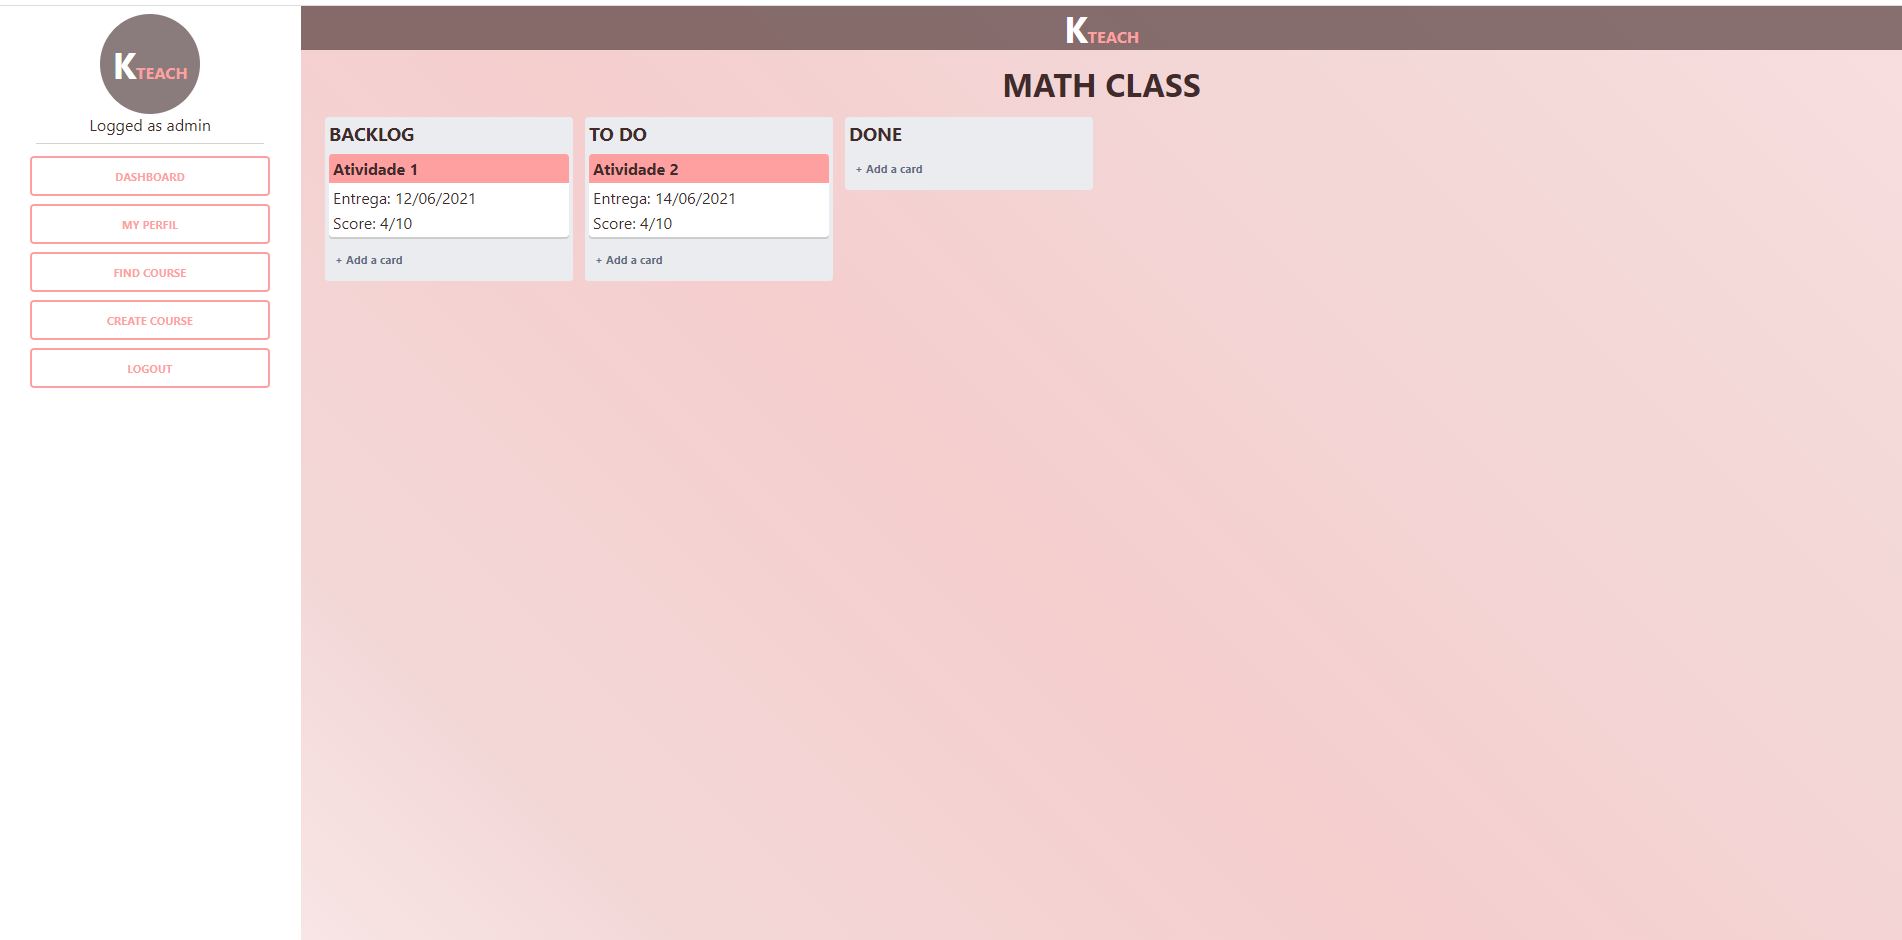 KTEACH
Logged as admin
DASHBOARD
MY PERFIL
FIND COURSE
CREATE COURSE
LOGOUT
KTEACH
MATH CLASS
BACKLOG
Atividade 1
Entrega: 12/06/2021
Score: 4/10
+ Add a card
TO DO
Atividade 2
Entrega: 14/06/2021
Score: 4/10
+ Add a card
DONE
+ Add a card